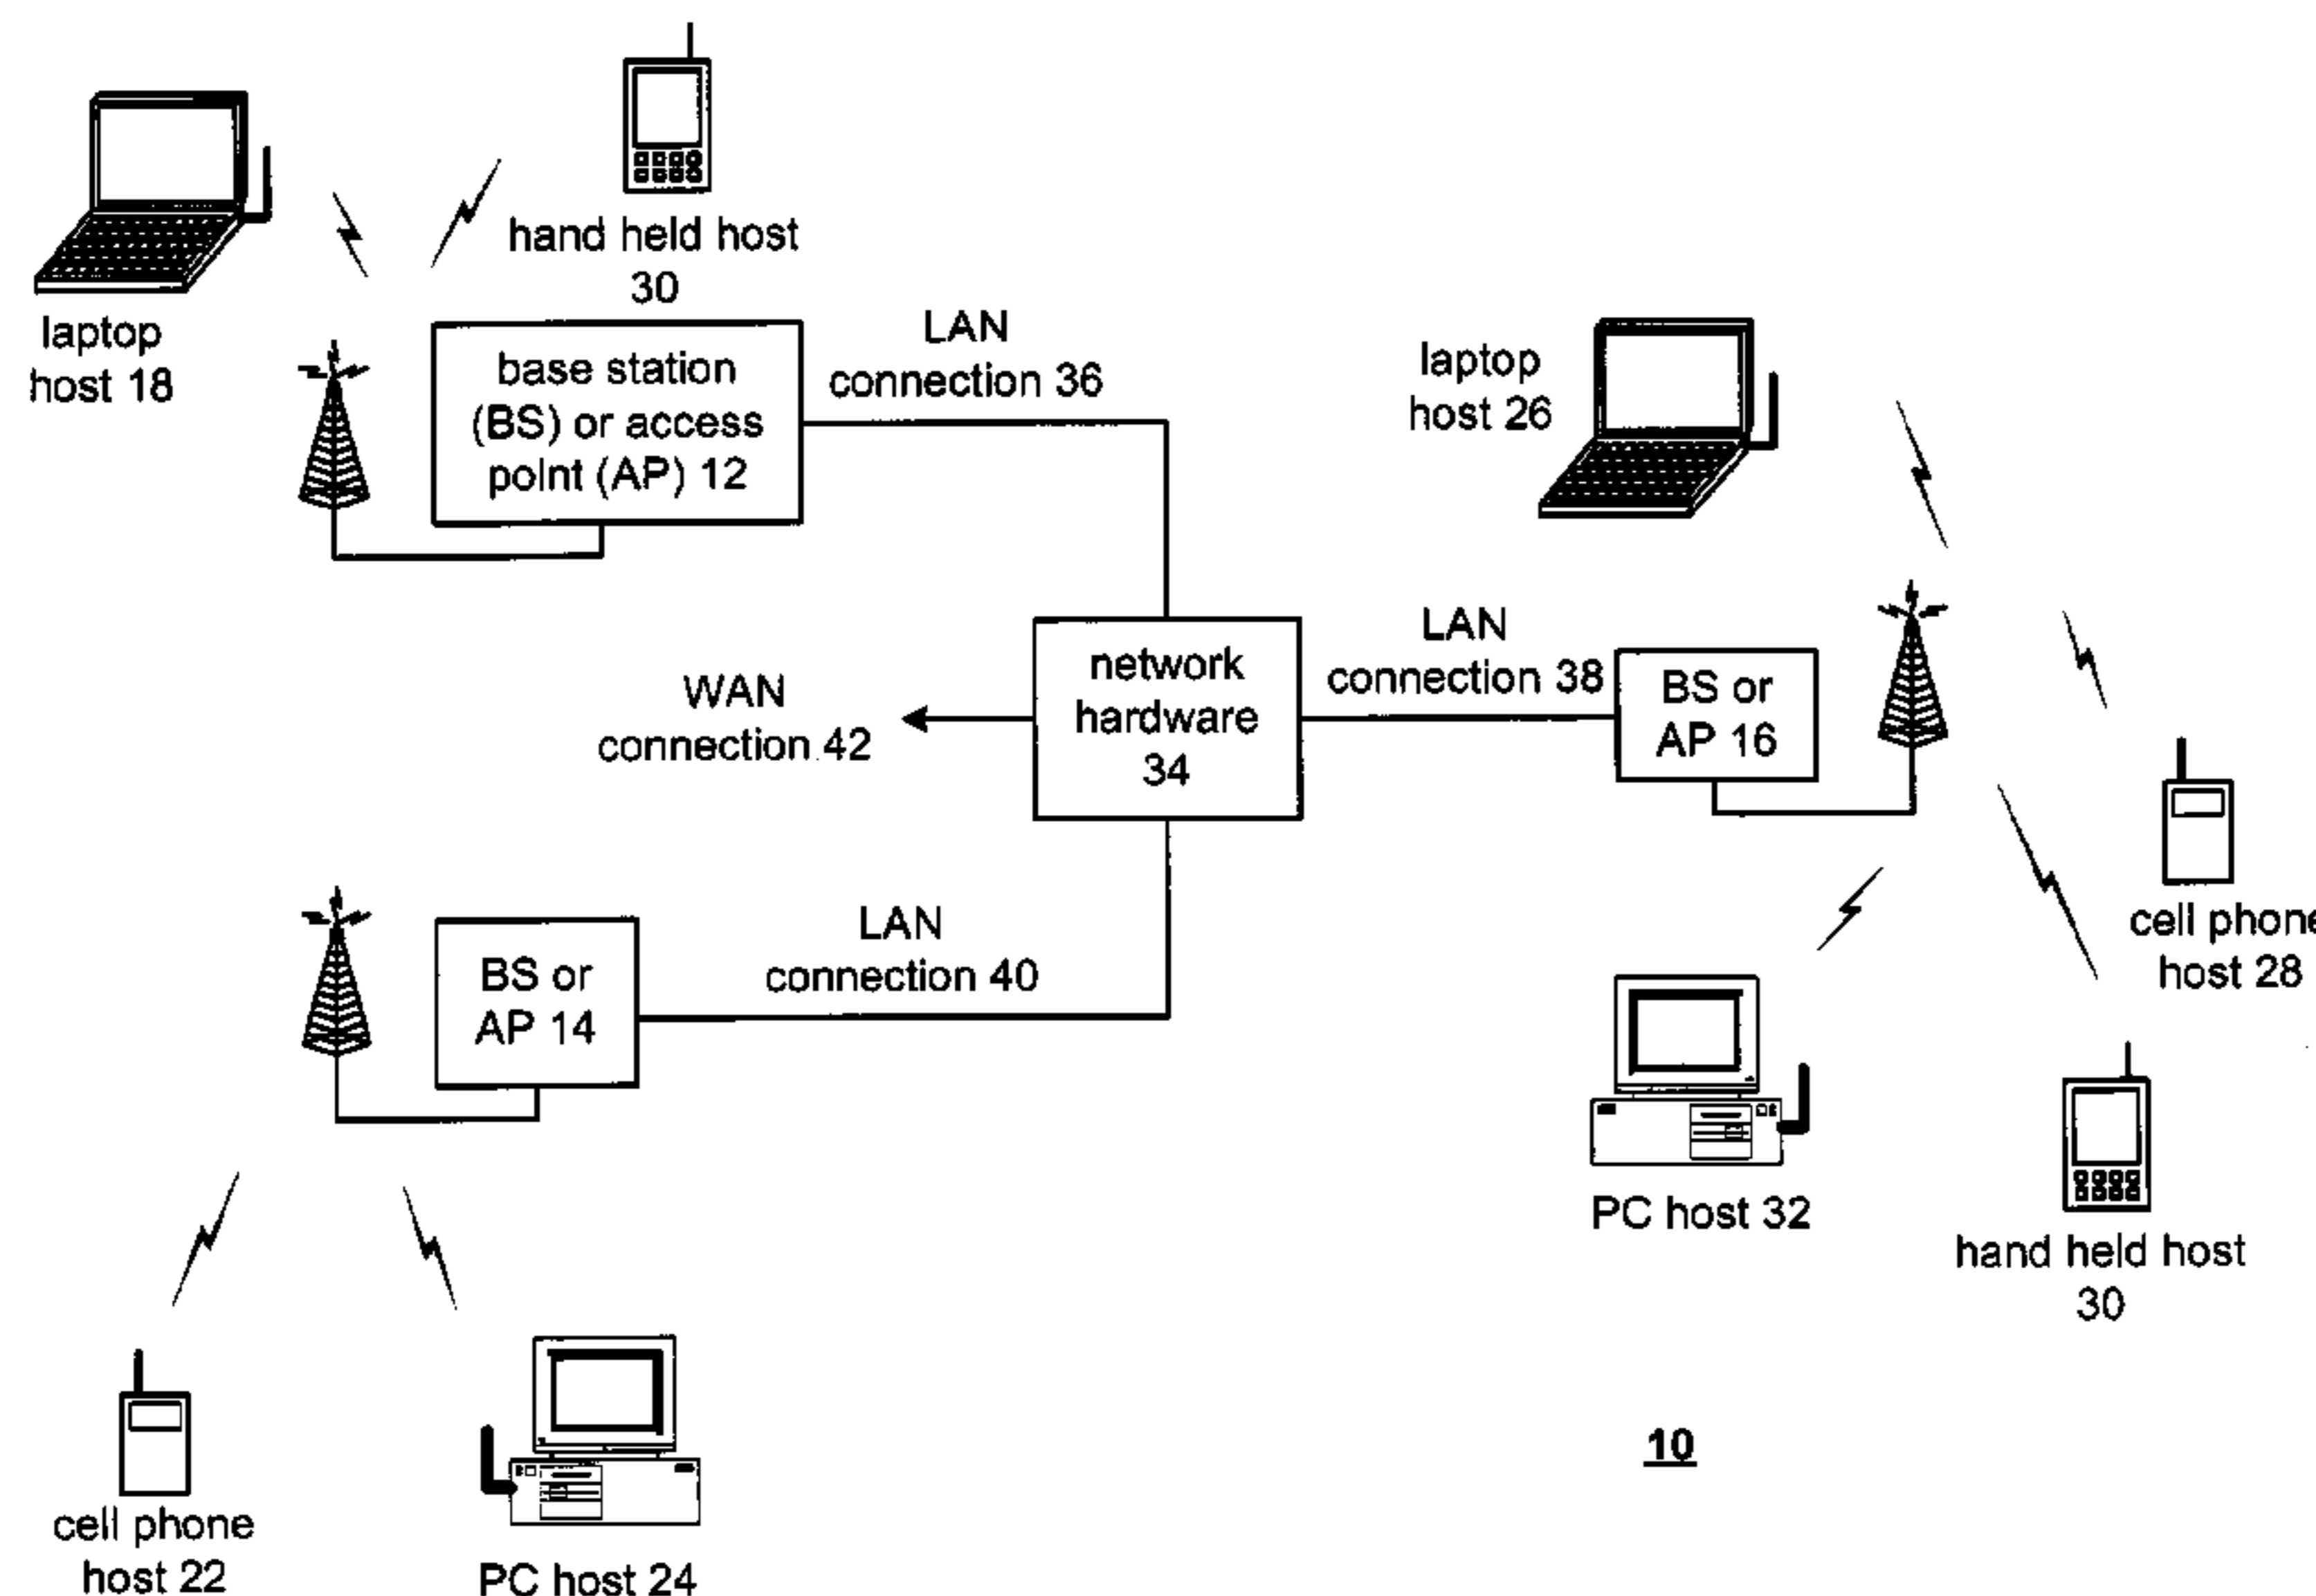 hand held host
30
laptop
host 18
base station
(BS) or access
point (AP) 12
LAN
connection 36
laptop
host 26
network
hardware
34
LAN
connection 38
BS or
AP 16
WAN
connection 42
cell phone
host 28
BS or
AP 14
LAN
connection 40
PC host 32
hand held host
30
10
cell phone
host 22
PC host 24